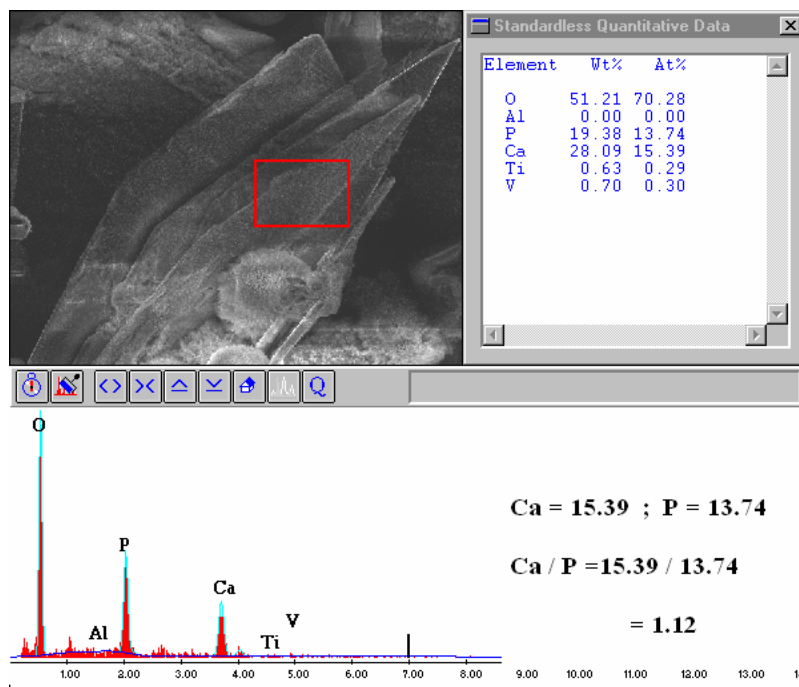 Standardless Quantitative Data
Element Wt% At%
O 51.21 70.28
Al 0.00 0.00
P 19.38 13.74
Ca 28.09 15.39
Ti 0.63 0.29
V 0.70 0.30
Q
O
P
Ca
Al
Ti
V
Ca = 15.39 ; P = 13.74
Ca / P =15.39 / 13.74
= 1.12
1.00 2.00 3.00 4.00 5.00 6.00 7.00 8.00 9.00 10.00 11.00 12.00 13.00 1